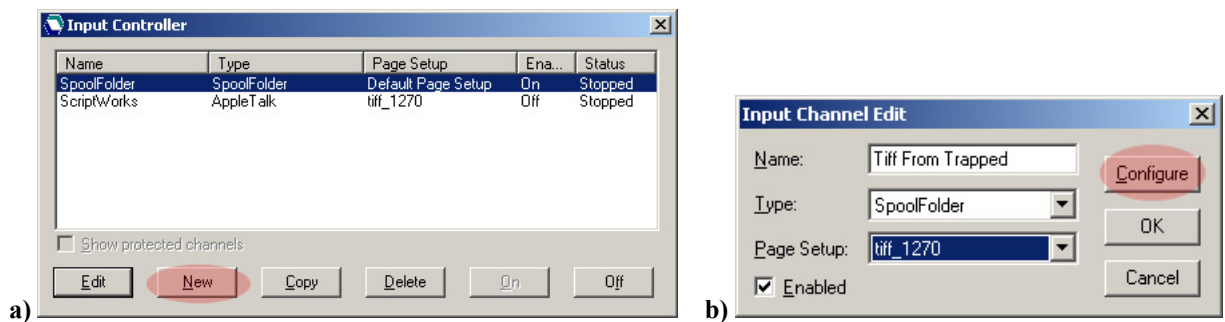 Input Controller
Name Type Page Setup Ena... Status
SpoolFolder SpoolFolder Default Page Setup On Stopped
ScriptWorks AppleTalk tiff_1270 Off Stopped
Show protected channels
Edit New Copy Delete On Off
a)
Input Channel Edit
Name: Tiff From Trapped Configure
Type: SpoolFolder OK
Page Setup: tiff_1270 Cancel
Enabled
b)